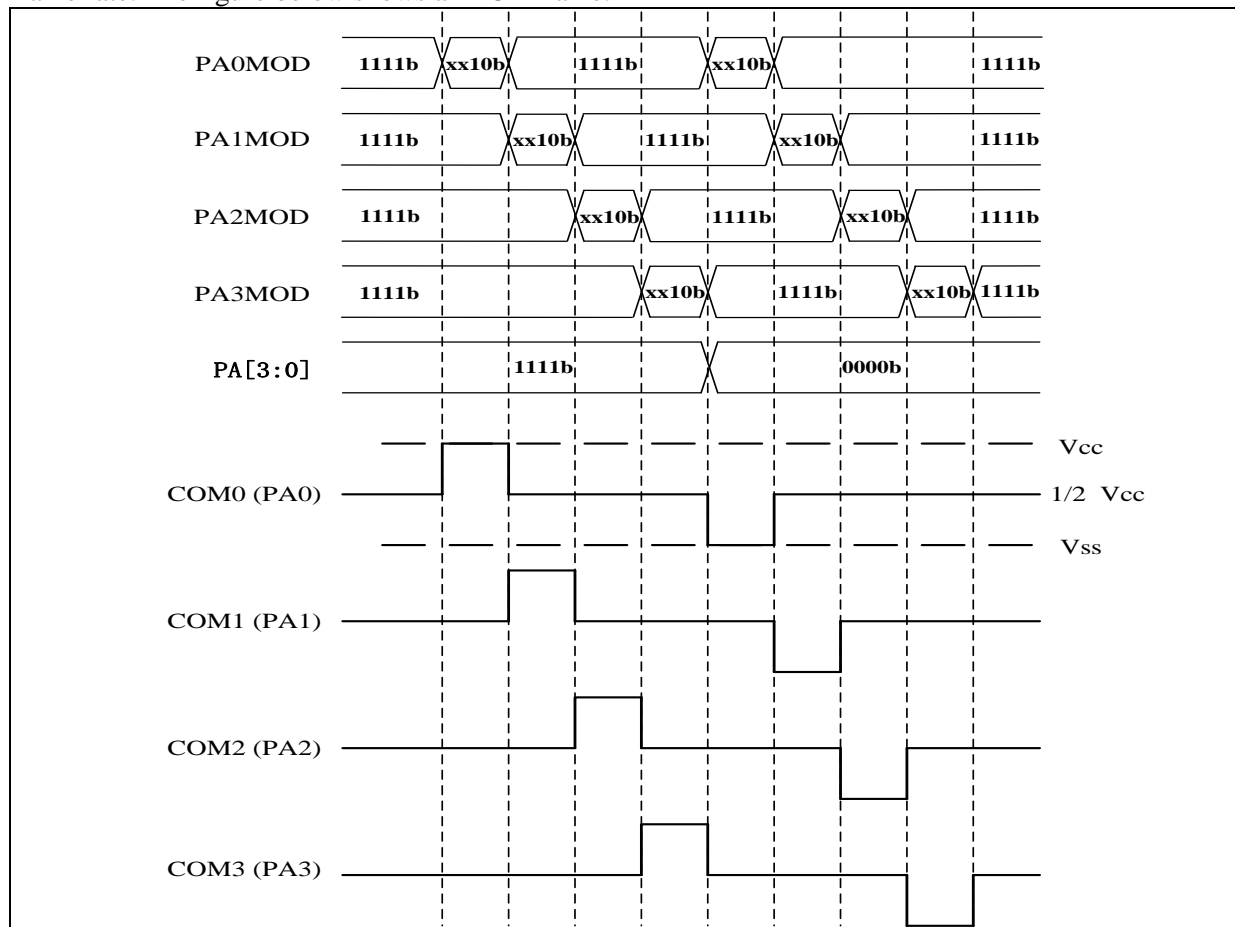 PA0MOD 1111b xx10b 1111b xx10b 1111b
PA1MOD 1111b xx10b 1111b xx10b 1111b
PA2MOD 1111b xx10b 1111b xx10b 1111b
PA3MOD 1111b xx10b 1111b xx10b 1111b
PA[3:0] 1111b 0000b
Vcc
COM0 (PA0) 1/2 Vcc
Vss
COM1 (PA1)
COM2 (PA2)
COM3 (PA3)